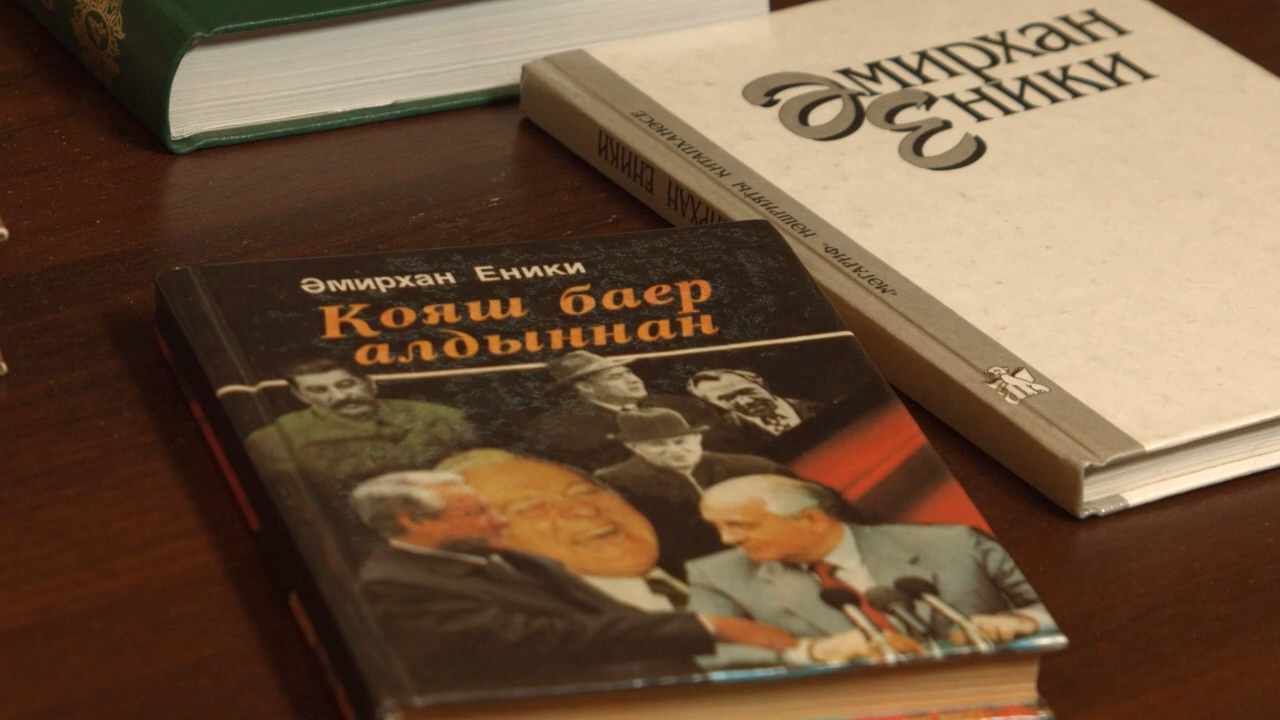 Әмирхан
Еники
«МӘГАРИФ» НӘШРИЯТЫ КИТАПХАНӘСЕ
ӘМИРХАН ЕНИКИ
Әмирхан Еники
Кояш баер
алдыннан